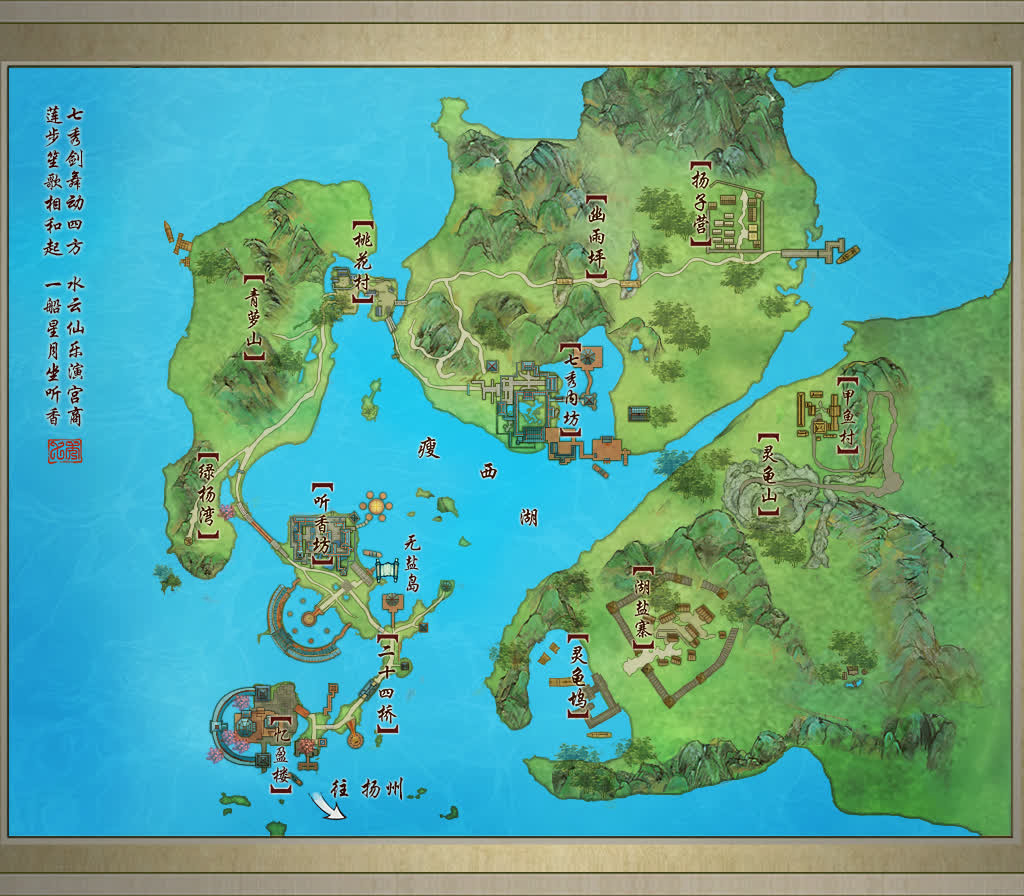 七秀剑舞动四方 水云仙乐演宫商
莲步笙歌相和起 一船星月坐听香
扬子营
幽雨坪
桃花村
青萝山
七秀内坊
甲鱼村
灵龟山
瘦西湖
绿杨湾
听香坊
无盐岛
湖盐寨
灵龟坞
二十四桥
忆盈楼
往扬州